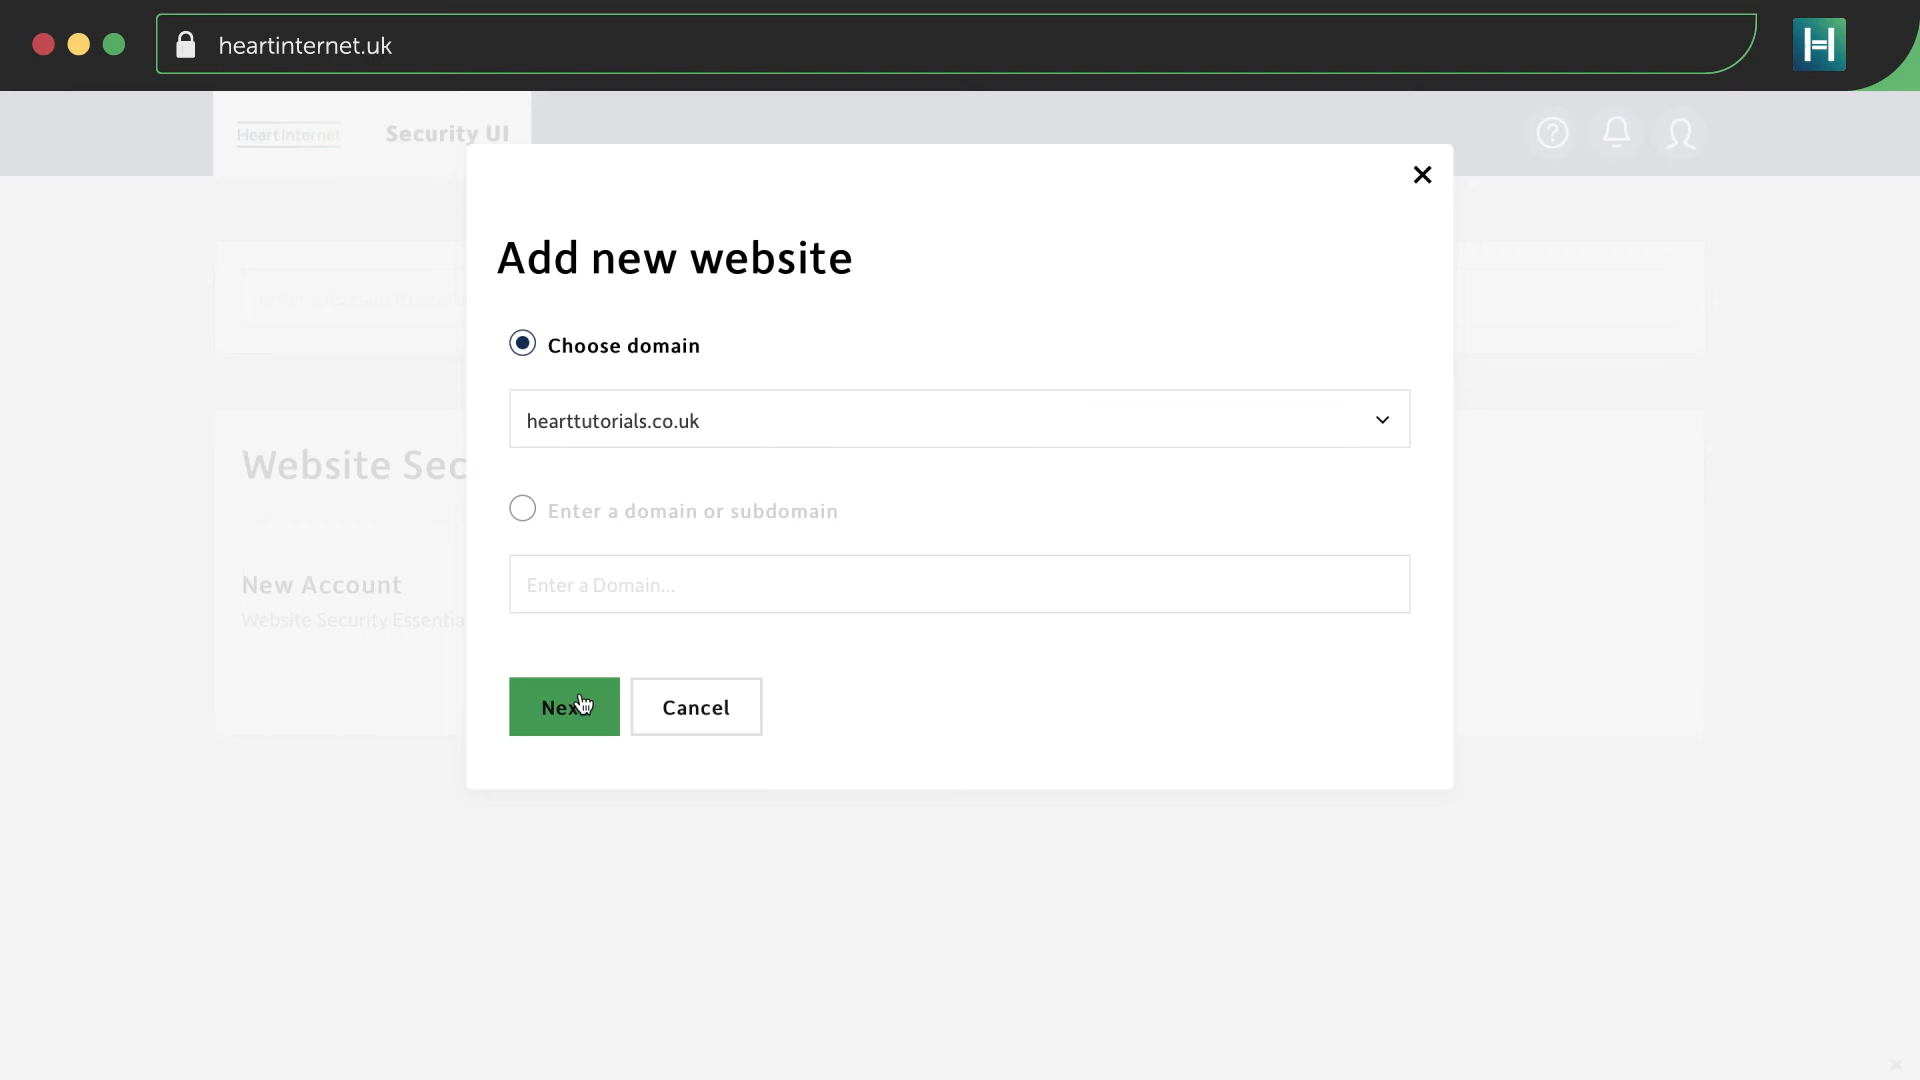 heartinternet.uk
HeartInternet
Security UI
Add new website
Choose domain
hearttutorials.co.uk
Website Sec
Enter a domain or subdomain
New Account
Enter a Domain...
Website Security Essentia
Cancel